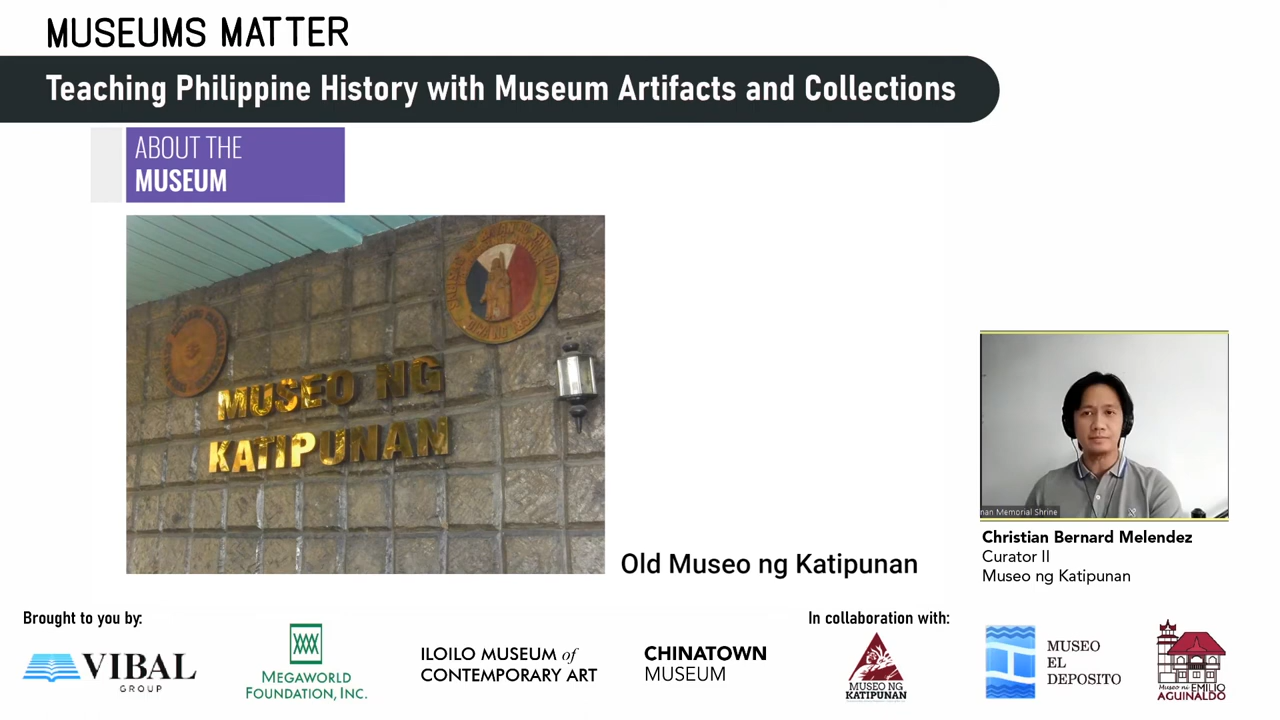 MUSEUMS MATTER
Teaching Philippine History with Museum Artifacts and Collections
ABOUT THE
MUSEUM
MUSEO NG
KATIPUNAN
Old Museo ng Katipunan
Memorial Shrine
Christian Bernard Melendez
Curator II
Museo ng Katipunan
Brought to you by:
VIBAL
GROUP
MEGAWORLD
FOUNDATION, INC.
ILOILO MUSEUM of
CONTEMPORARY ART
CHINATOWN
MUSEUM
In collaboration with:
MUSEO NG
KATIPUNAN
MUSEO
EL
DEPOSITO
Museo ni EMILIO
AGUINALDO